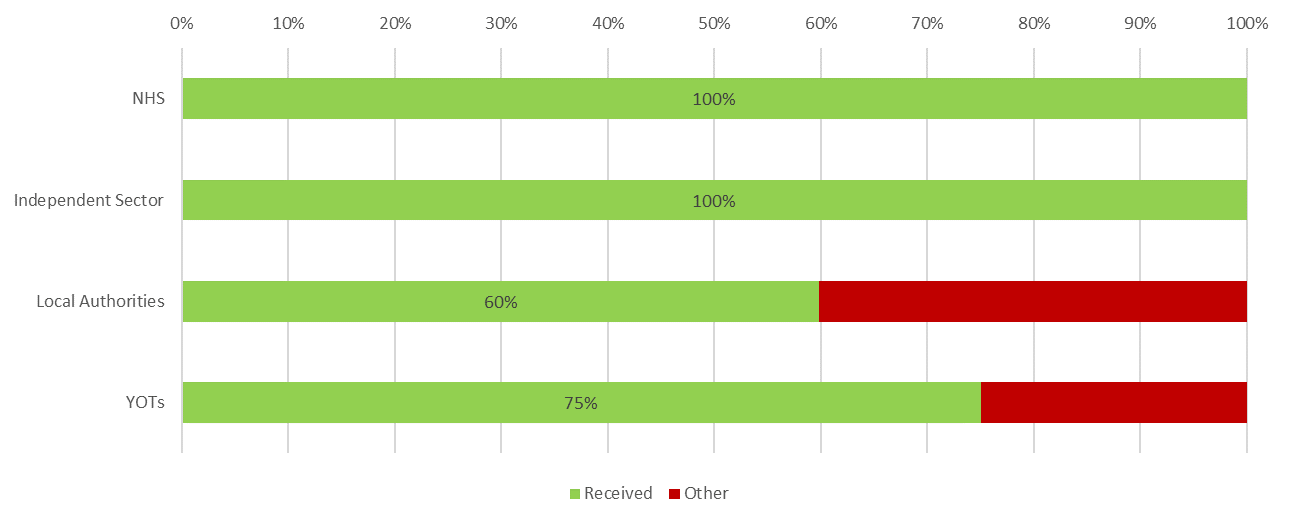 0% 10% 20% 30% 40% 50% 60% 70% 80% 90% 100%
NHS 100%
Independent Sector 100%
Local Authorities 60%
YOTs 75%
Received Other